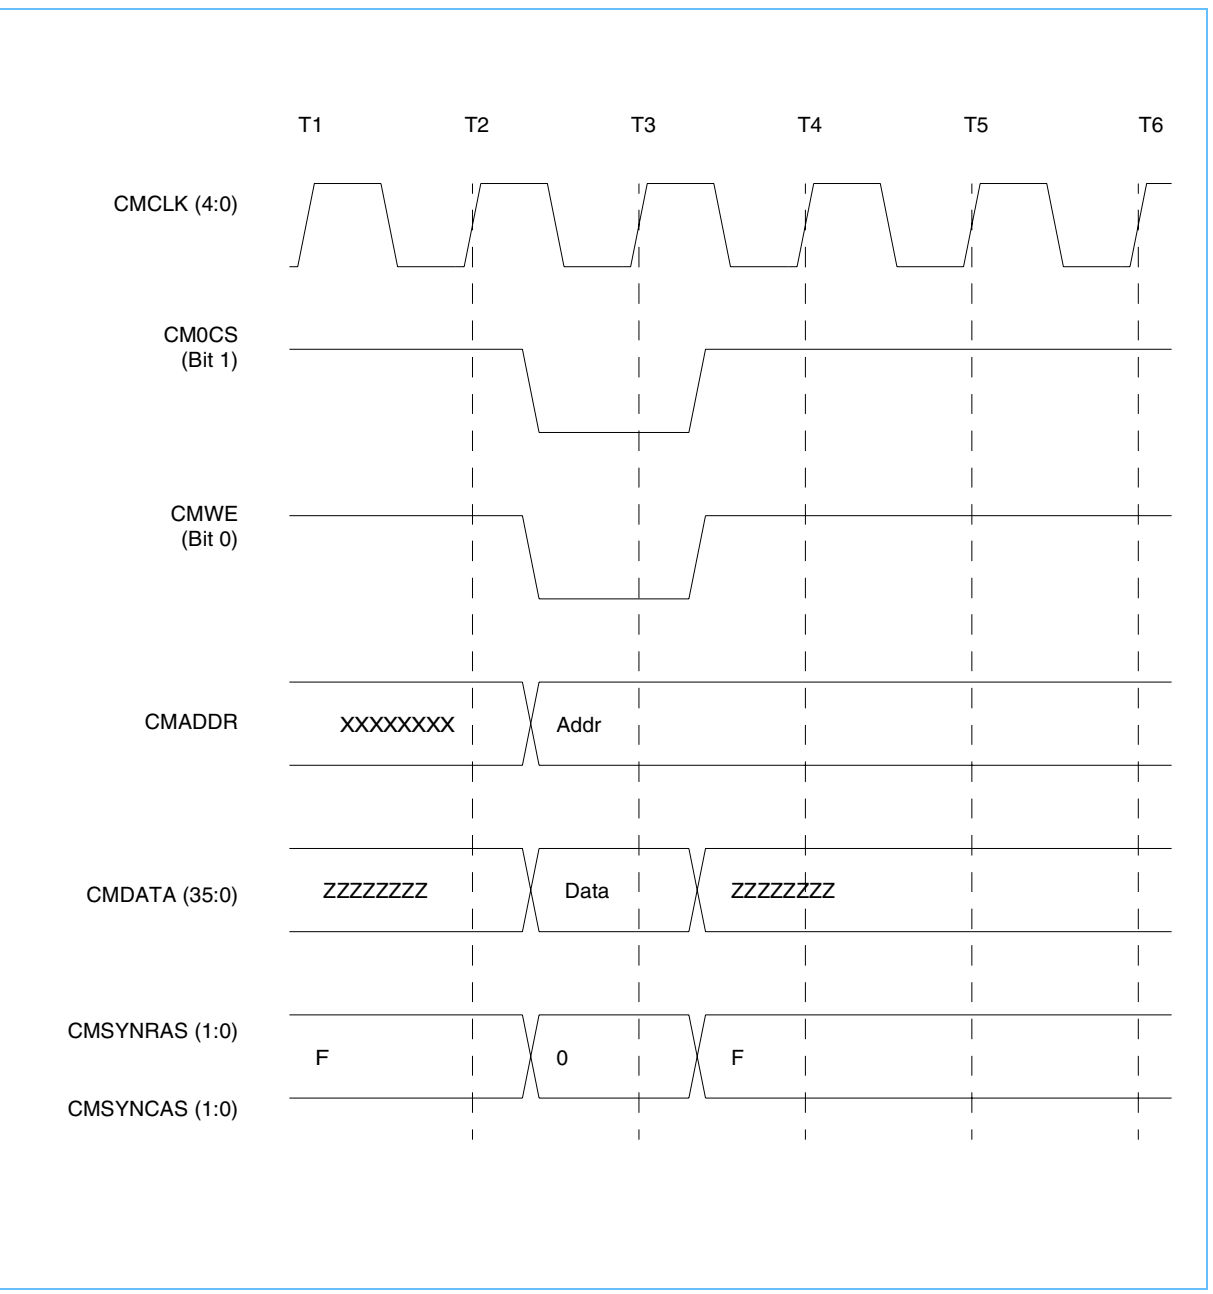 T1 T2 T3 T4 T5 T6
CMCLK (4:0)
CM0CS
(Bit 1)
CMWE
(Bit 0)
CMADDR XXXXXXXX Addr
CMDATA (35:0) ZZZZZZZZ Data ZZZZZZZZ
CMSYNRAS (1:0)
F 0 F
CMSYNCAS (1:0)